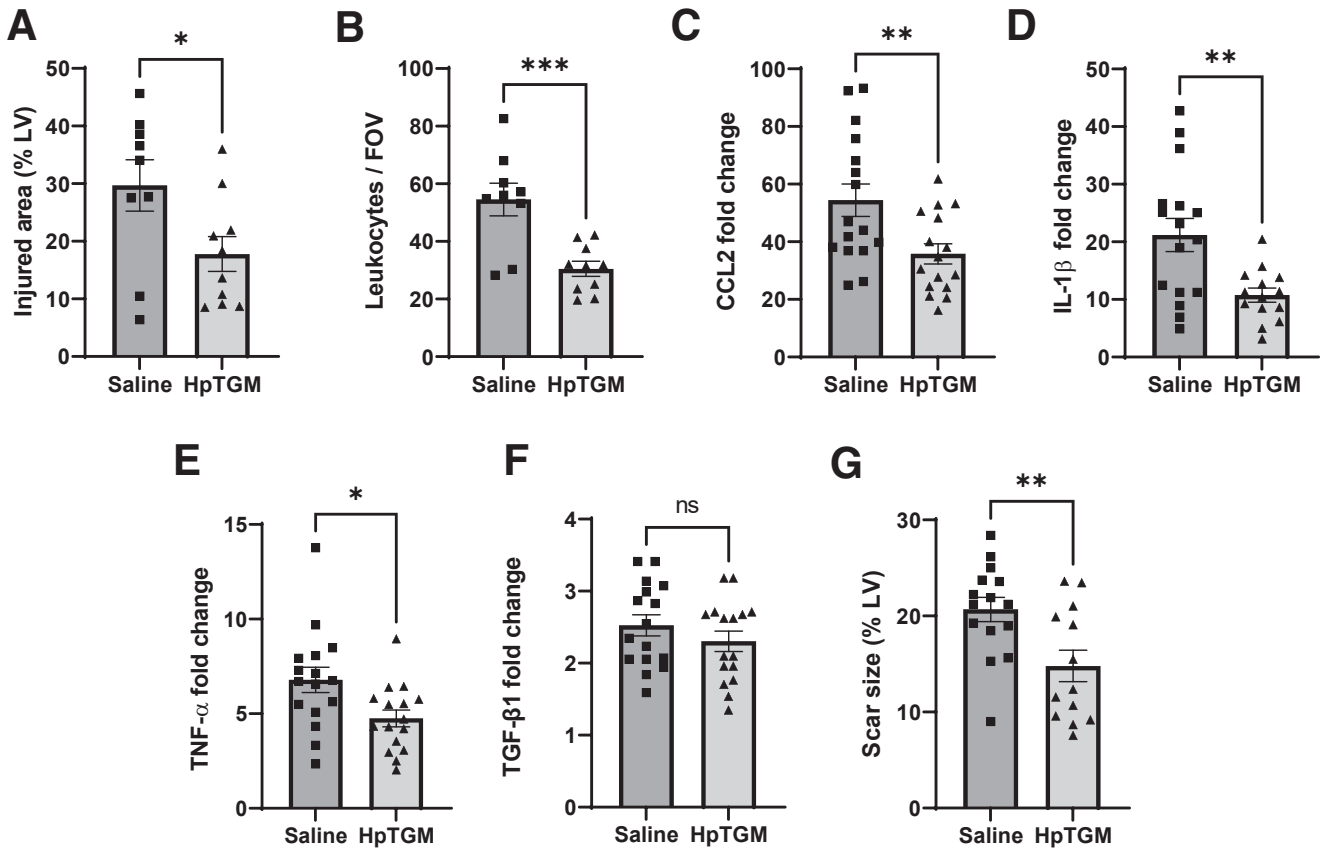 A
*
Injured area (% LV)
50
40
30
20
10
0
Saline HpTGM
B
***
Leukocytes / FOV
100
80
60
40
20
0
Saline HpTGM
C
**
CCL2 fold change
100
80
60
40
20
0
Saline HpTGM
D
**
IL-1β fold change
50
40
30
20
10
0
Saline HpTGM
E
*
TNF-α fold change
15
10
5
0
Saline HpTGM
F
ns
TGF-β1 fold change
4
3
2
1
0
Saline HpTGM
G
**
Scar size (% LV)
30
20
10
0
Saline HpTGM